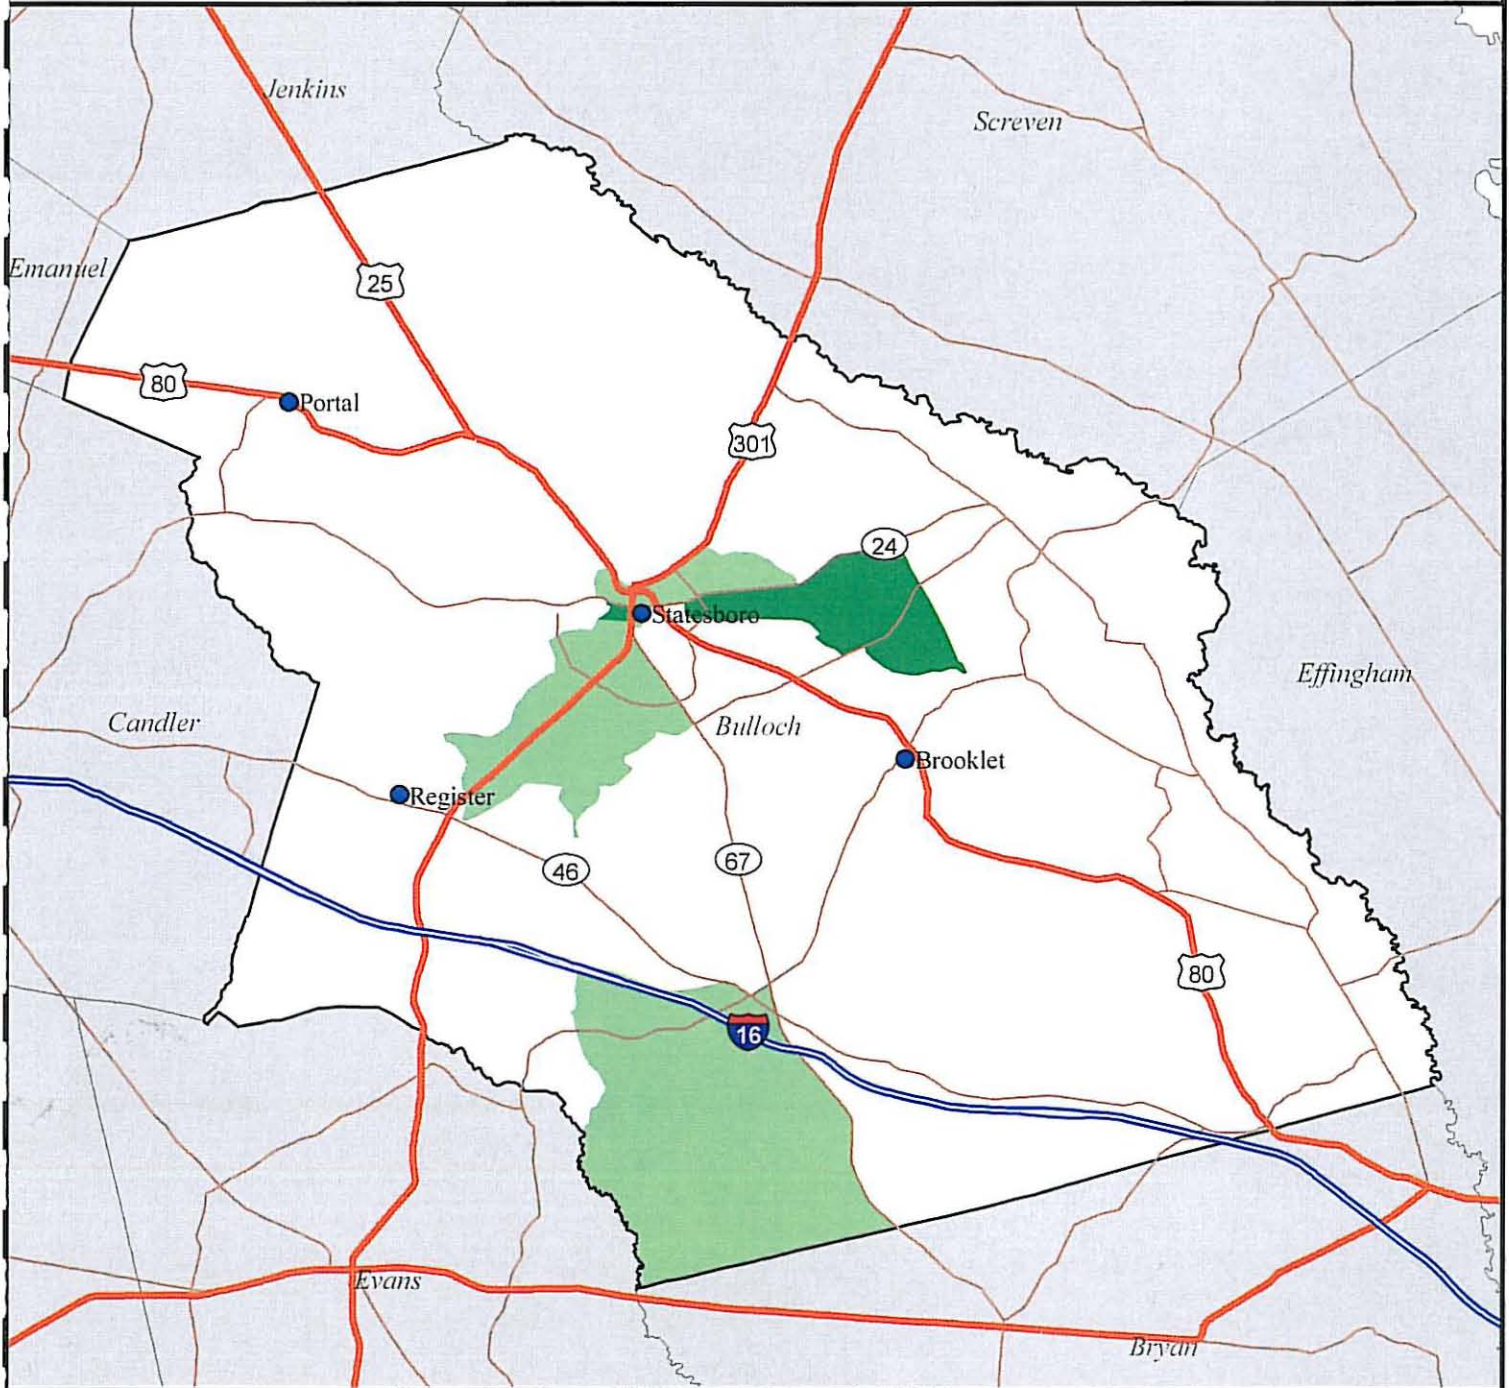 Jenkins
Screven
Emanuel
25
80
Portal
301
24
Statesboro
Effingham
Candler
Bulloch
Brooklet
Register
46
67
80
16
Evans
Bryan